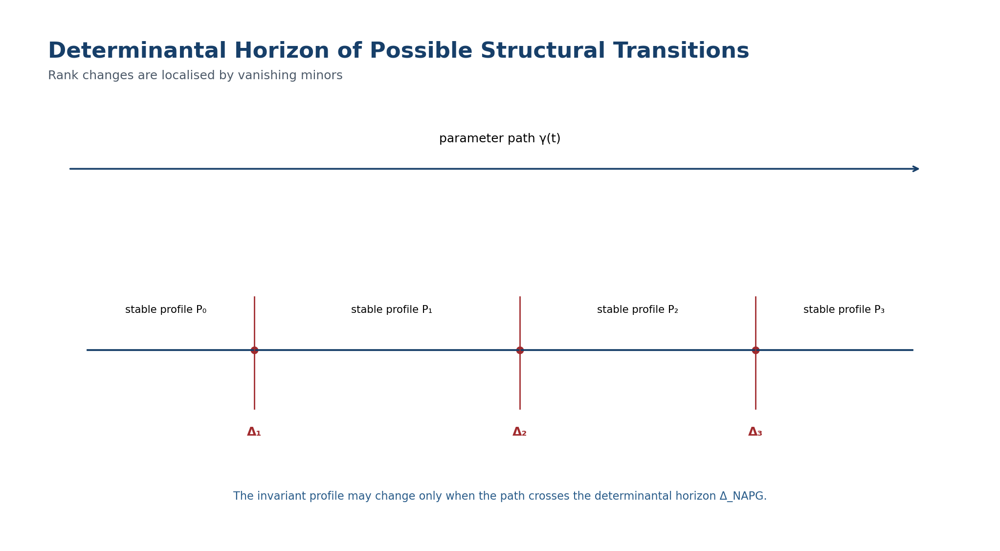 Determinantal Horizon of Possible Structural Transitions
Rank changes are localised by vanishing minors
parameter path γ(t)
stable profile P₀
stable profile P₁
stable profile P₂
stable profile P₃
Δ₁
Δ₂
Δ₃
The invariant profile may change only when the path crosses the determinantal horizon Δ_NAPG.